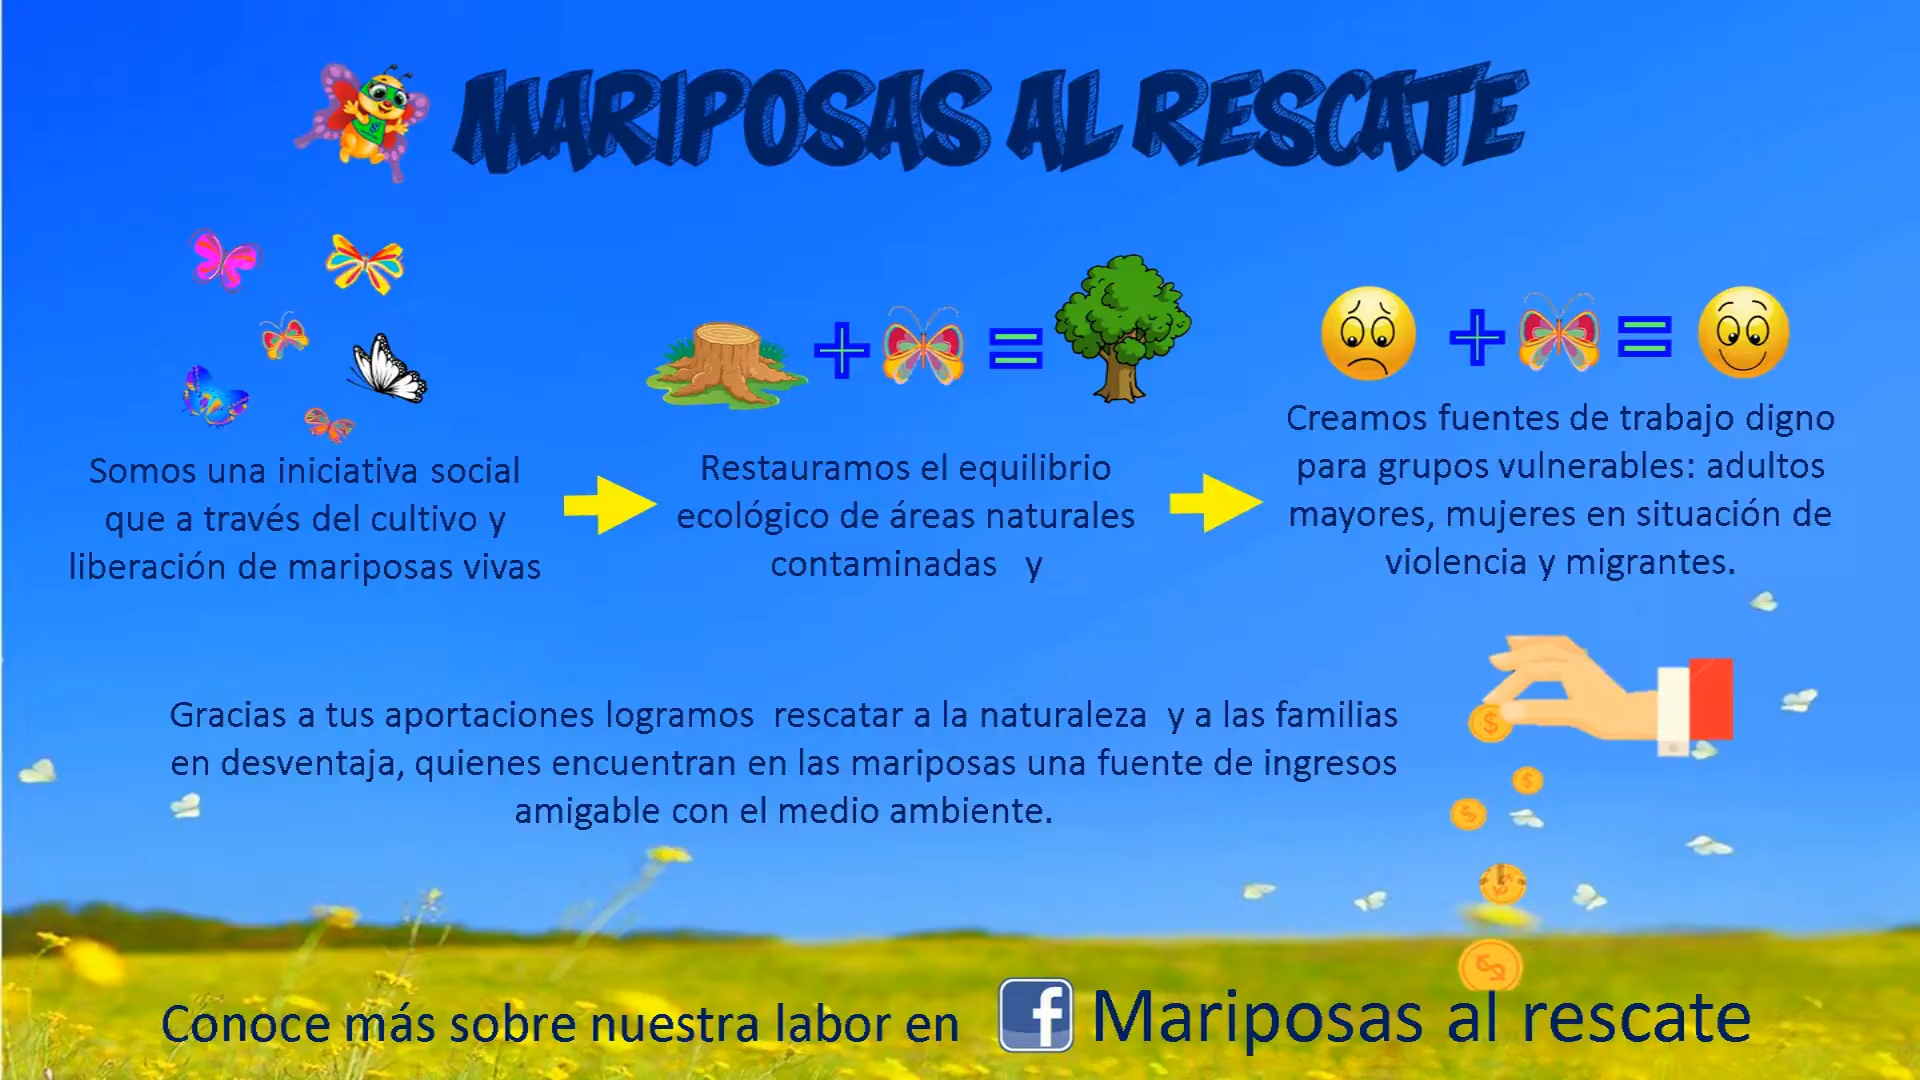 MARIPOSAS AL RESCATE
Somos una iniciativa social
que a través del cultivo y
liberación de mariposas vivas
Restauramos el equilibrio
ecológico de áreas naturales
contaminadas y
Creamos fuentes de trabajo digno
para grupos vulnerables: adultos
mayores, mujeres en situación de
violencia y migrantes.
Gracias a tus aportaciones logramos rescatar a la naturaleza y a las familias
en desventaja, quienes encuentran en las mariposas una fuente de ingresos
amigable con el medio ambiente.
Conoce más sobre nuestra labor en f Mariposas al rescate